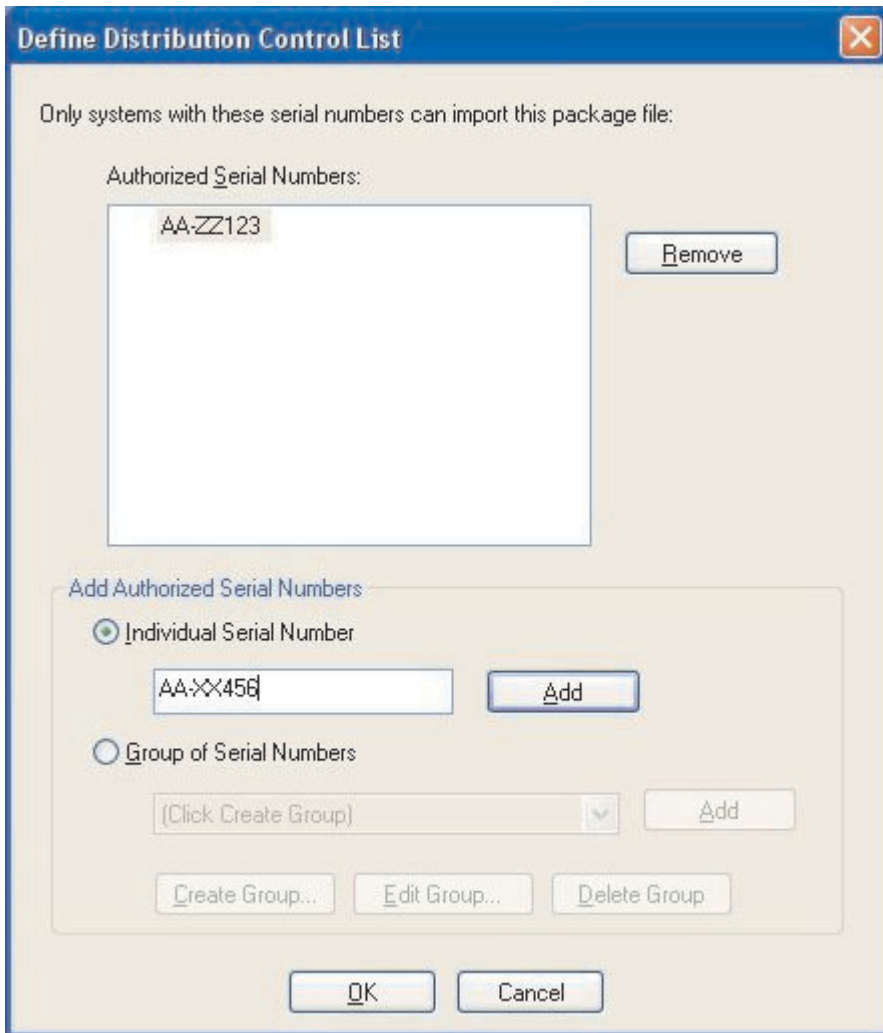 Define Distribution Control List
Only systems with these serial numbers can import this package file:
Authorized Serial Numbers:
AA-ZZ123
Remove
Add Authorized Serial Numbers
Individual Serial Number
AA-XX456
Add
Group of Serial Numbers
(Click Create Group)
Add
Create Group...
Edit Group...
Delete Group
OK
Cancel